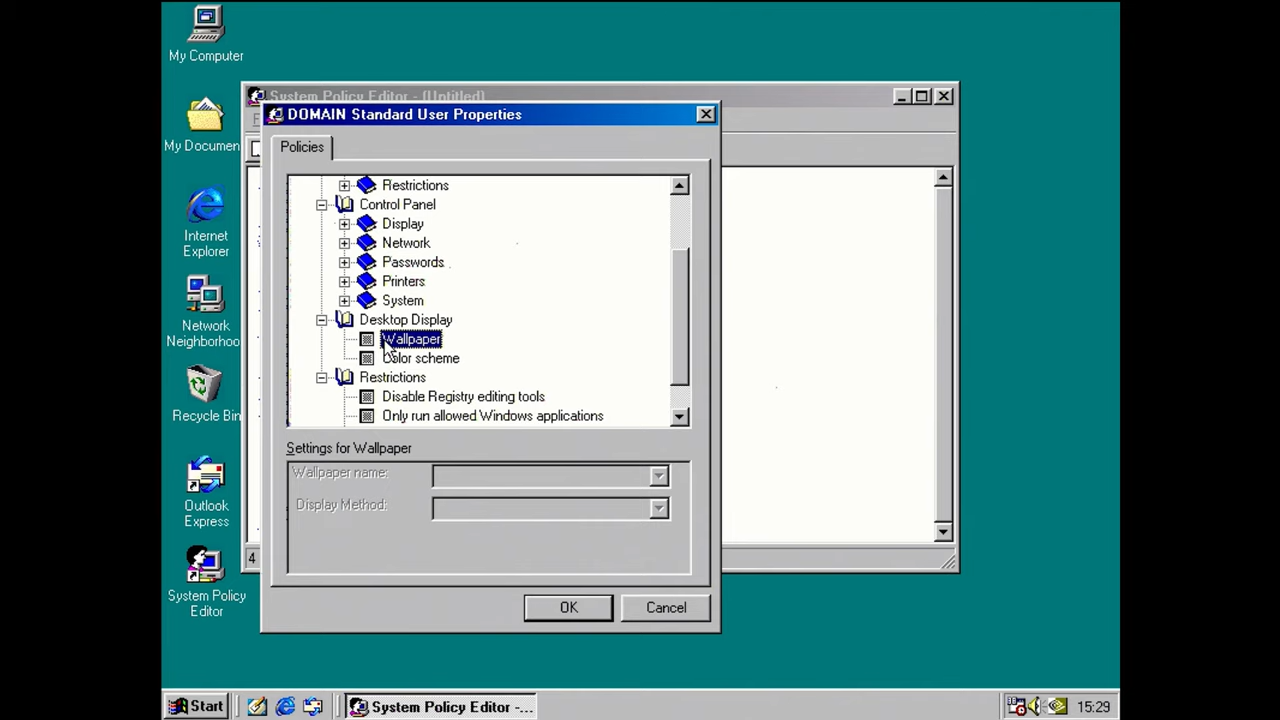 My Computer
System Policy Editor - (Untitled)
DOMAIN Standard User Properties
My Documen
Policies
Restrictions
Control Panel
Display
Network
Passwords
Printers
System
Internet
Explorer
Desktop Display
Wallpaper
Color scheme
Network
Neighborhoo
Restrictions
Disable Registry editing tools
Only run allowed Windows applications
Recycle Bin
Settings for Wallpaper
Wallpaper name:
Display Method:
Outlook
Express
4
System Policy
Editor
OK
Cancel
Start
System Policy Editor -...
15:29